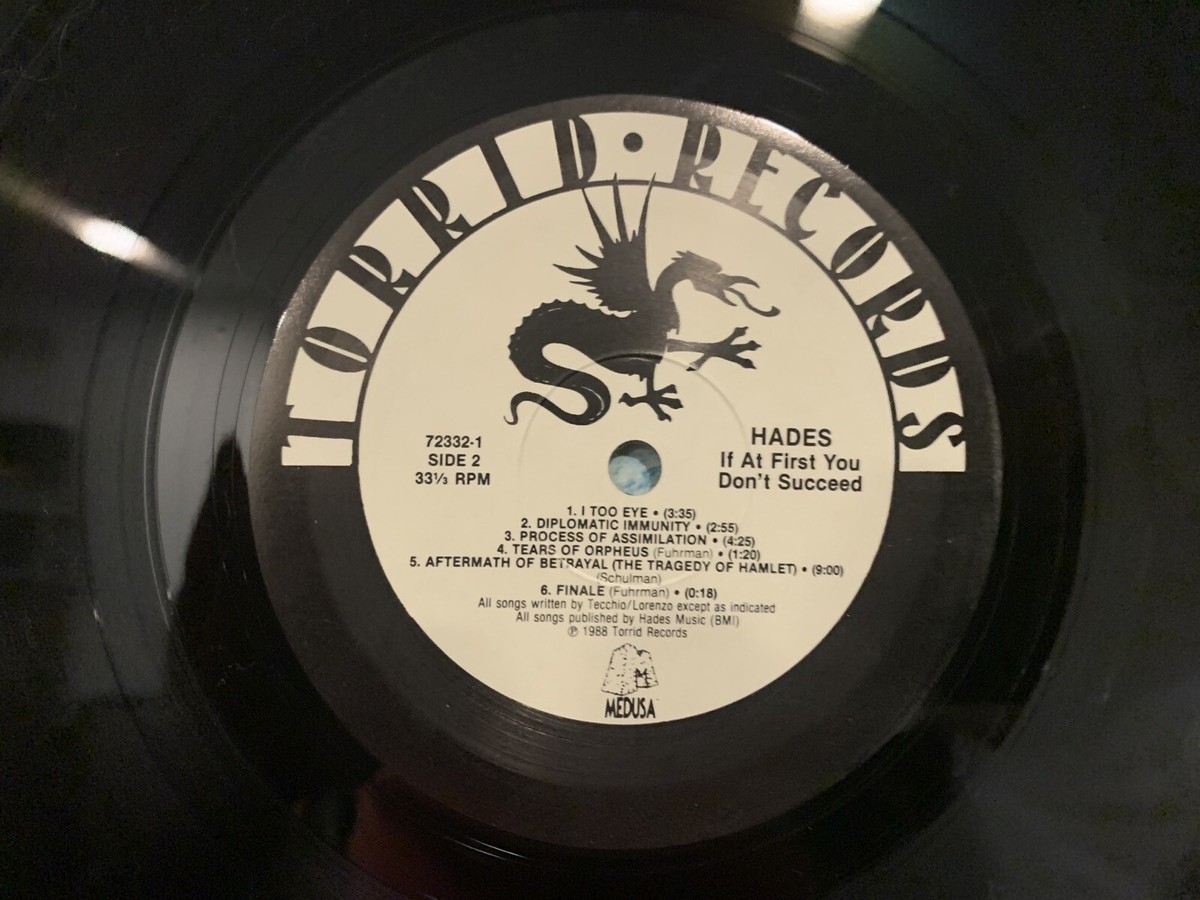 TORRID • RECORDS
72332-1
SIDE 2
33⅓ RPM
HADES
If At First You
Don't Succeed
1. I TOO EYE • (3:35)
2. DIPLOMATIC IMMUNITY • (2:55)
3. PROCESS OF ASSIMILATION • (4:25)
4. TEARS OF ORPHEUS (Fuhrman) • (1:20)
5. AFTERMATH OF BETRAYAL (THE TRAGEDY OF HAMLET) • (9:00)
(Schulman)
6. FINALE (Fuhrman) • (0:18)
All songs written by Tecchio/Lorenzo except as indicated
All songs published by Hades Music (BMI)
℗ 1988 Torrid Records
MEDUSA